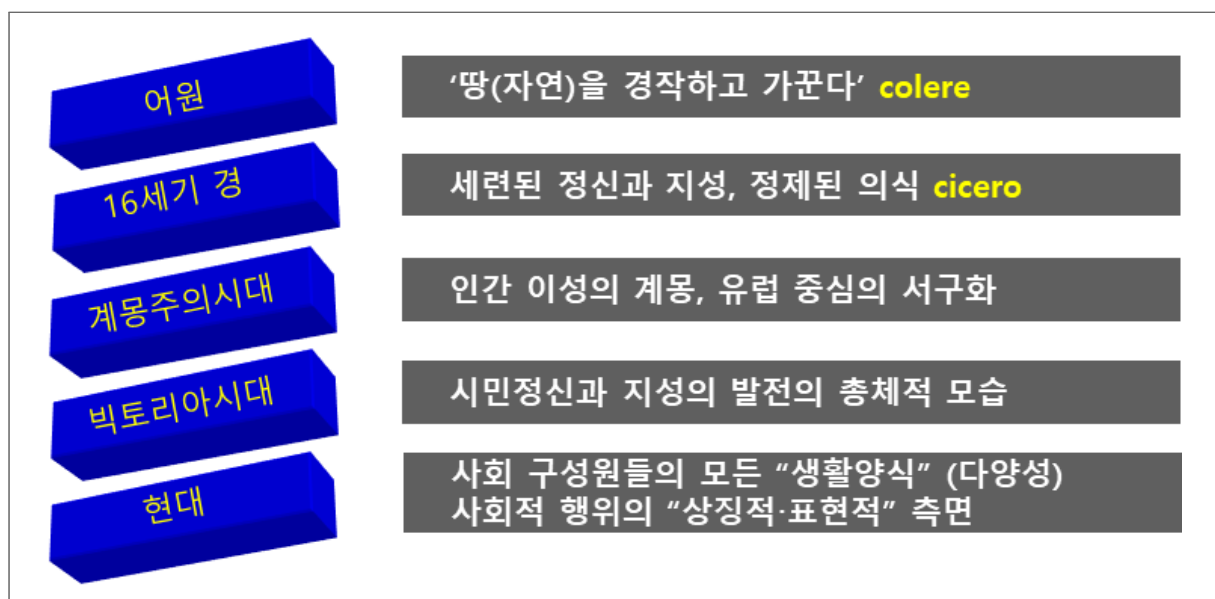 어원
‘땅(자연)을 경작하고 가꾼다’ colere
16세기 경
세련된 정신과 지성, 정제된 의식 cicero
계몽주의시대
인간 이성의 계몽, 유럽 중심의 서구화
빅토리아시대
시민정신과 지성의 발전의 총체적 모습
현대
사회 구성원들의 모든 “생활양식” (다양성)
사회적 행위의 “상징적·표현적” 측면